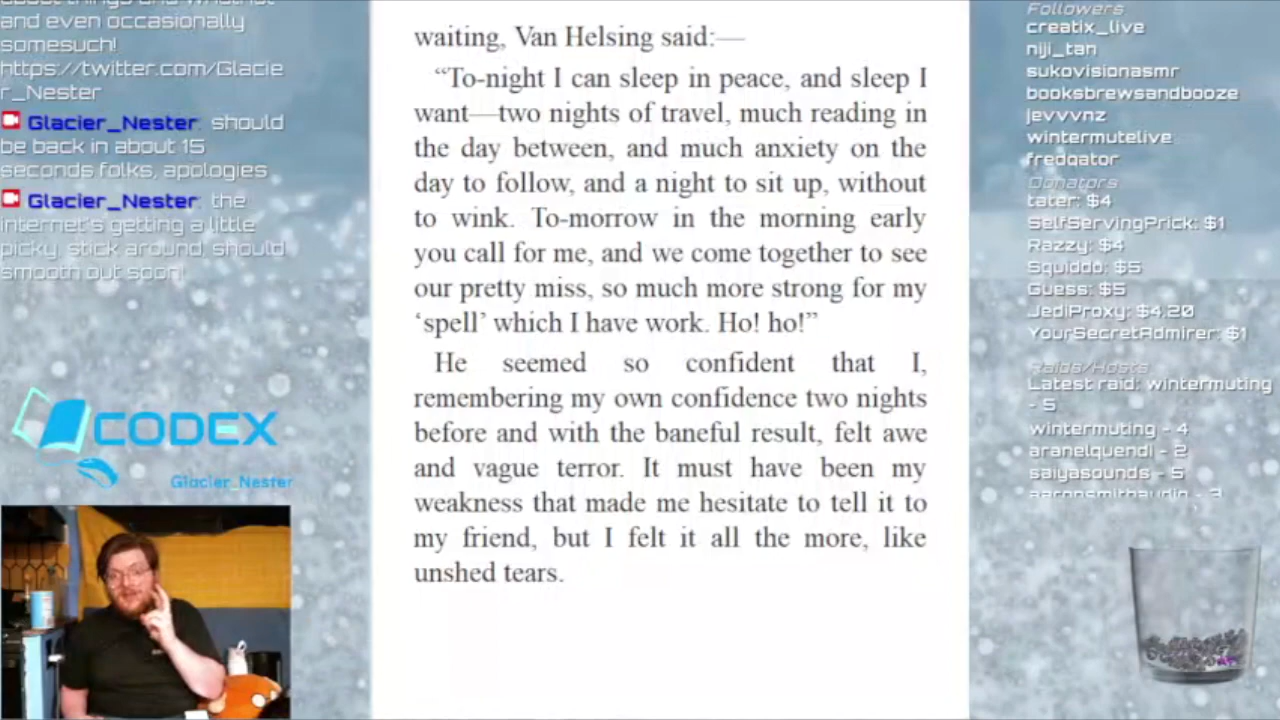 about things and whatnot
and even occasionally
somesuch!
https://twitter.com/Glacie
r_Nester
Glacier_Nester: should
be back in about 15
seconds folks, apologies
Glacier_Nester: the
internet's getting a little
picky, stick around, should
smooth out soon!
CODEX
Glacier_Nester
waiting, Van Helsing said:—
“To-night I can sleep in peace, and sleep I
want—two nights of travel, much reading in
the day between, and much anxiety on the
day to follow, and a night to sit up, without
to wink. To-morrow in the morning early
you call for me, and we come together to see
our pretty miss, so much more strong for my
‘spell’ which I have work. Ho! ho!”
He seemed so confident that I,
remembering my own confidence two nights
before and with the baneful result, felt awe
and vague terror. It must have been my
weakness that made me hesitate to tell it to
my friend, but I felt it all the more, like
unshed tears.
Followers
creatix_live
niji_tan
sukovisionasmr
booksbrewsandbooze
jevvvnz
wintermutelive
fredgator
Donators
tater: $4
SelfServingPrick: $1
Razzy: $4
Squiddo: $5
Guess: $5
JediProxy: $4.20
YourSecretAdmirer: $1
Raids/Hosts
Latest raid: wintermuting
- 5
wintermuting - 4
aranelquendi - 2
saiyasounds - 5